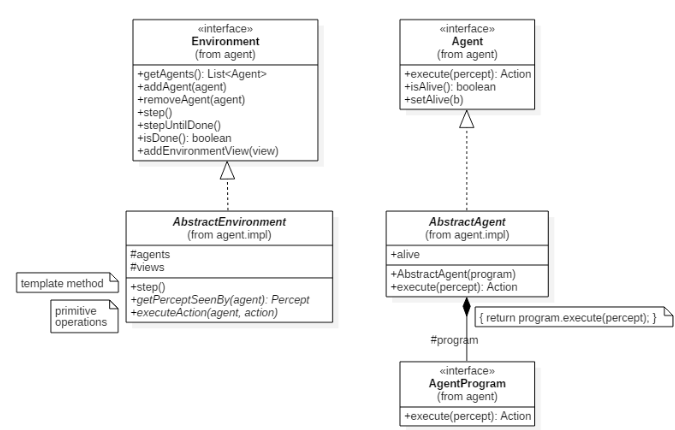 «interface»
Environment
(from agent)
+getAgents(): List<Agent>
+addAgent(agent)
+removeAgent(agent)
+step()
+stepUntilDone()
+isDone(): boolean
+addEnvironmentView(view)
«interface»
Agent
(from agent)
+execute(percept): Action
+isAlive(): boolean
+setAlive(b)
AbstractEnvironment
(from agent.impl)
#agents
#views
+step()
+getPerceptSeenBy(agent): Percept
+executeAction(agent, action)
template method
primitive
operations
AbstractAgent
(from agent.impl)
+alive
+AbstractAgent(program)
+execute(percept): Action
{ return program.execute(percept); }
#program
«interface»
AgentProgram
(from agent)
+execute(percept): Action